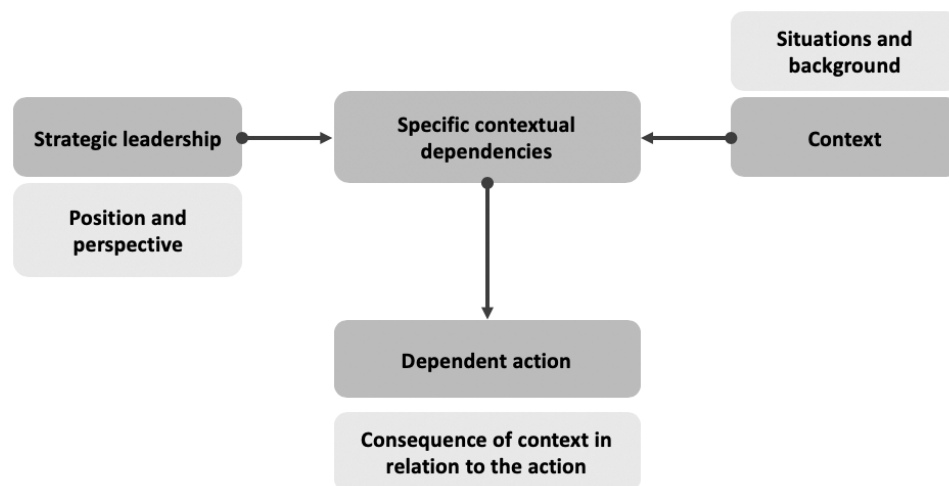 Situations and
background
Strategic leadership
Specific contextual
dependencies
Context
Position and
perspective
Dependent action
Consequence of context in
relation to the action